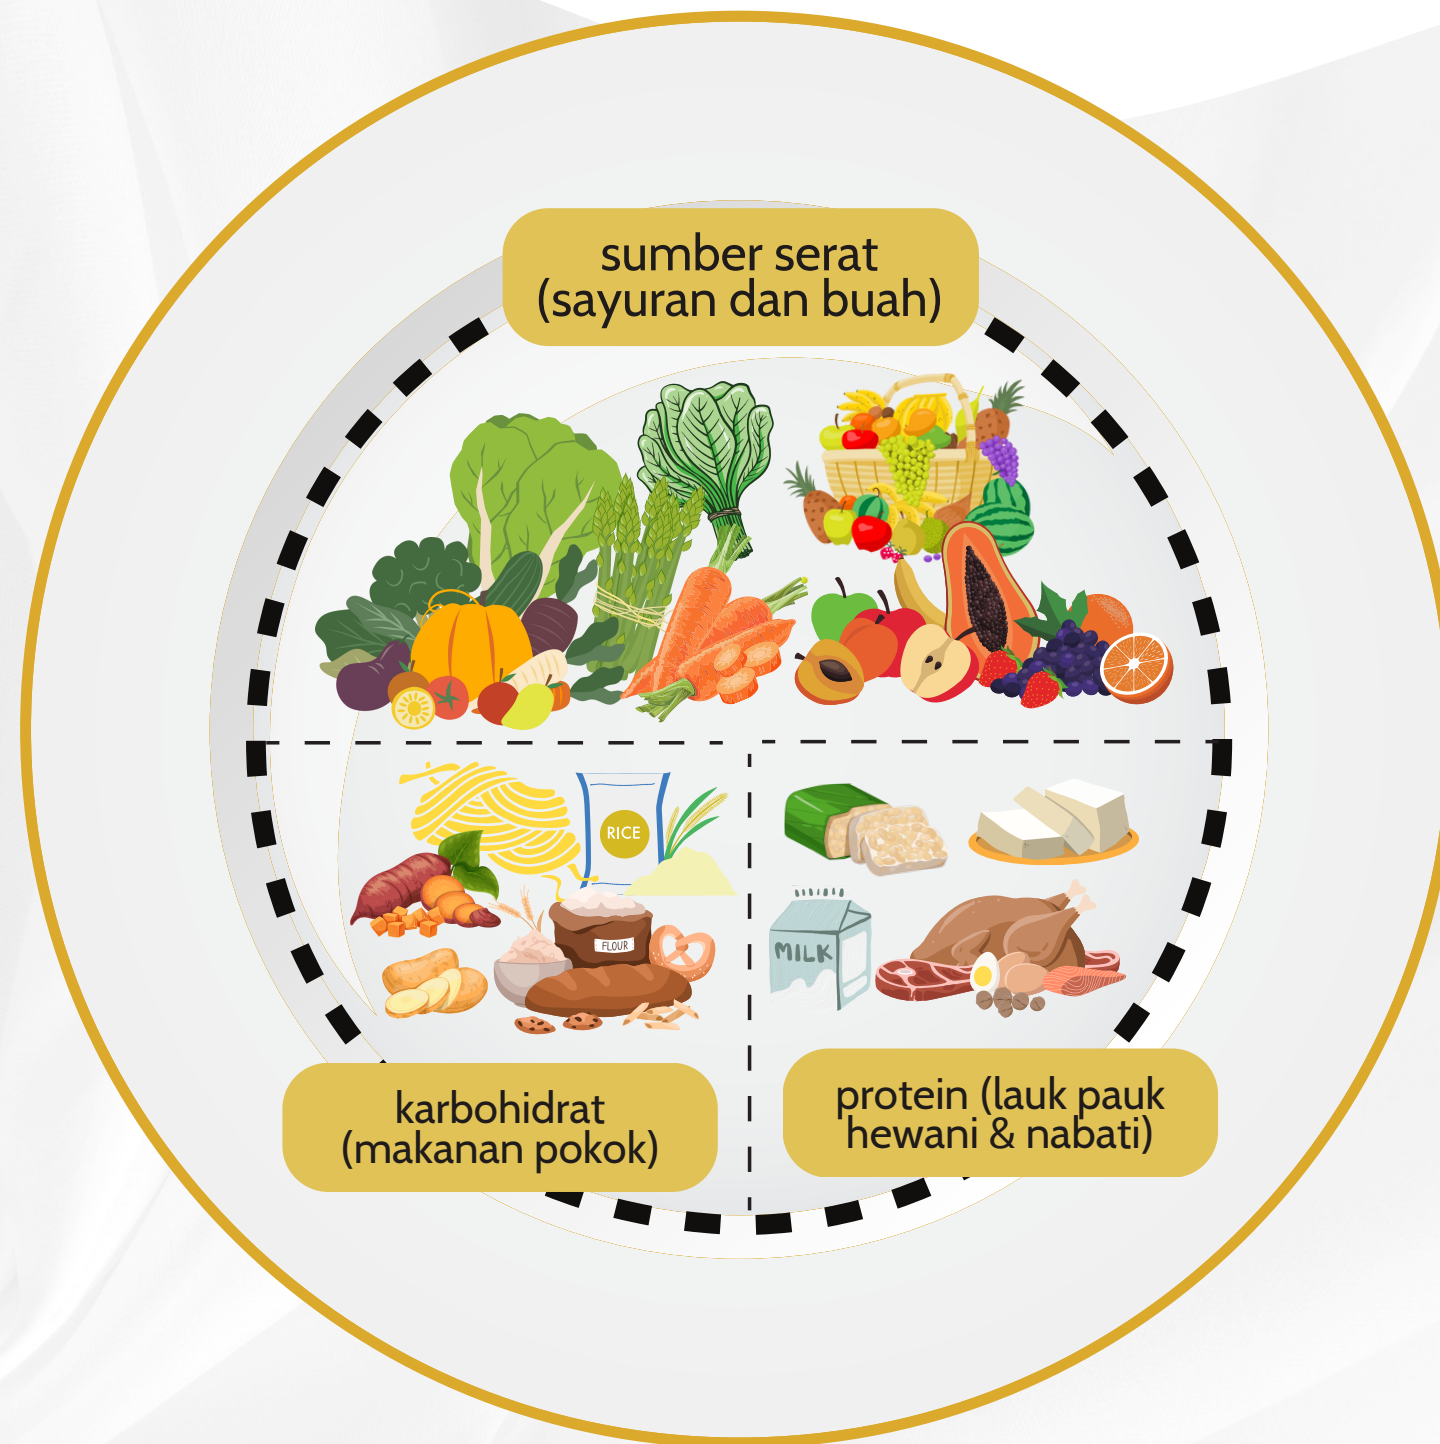 sumber serat
(sayuran dan buah)
RICE
FLOUR
MILK
karbohidrat
(makanan pokok)
protein (lauk pauk
hewani & nabati)